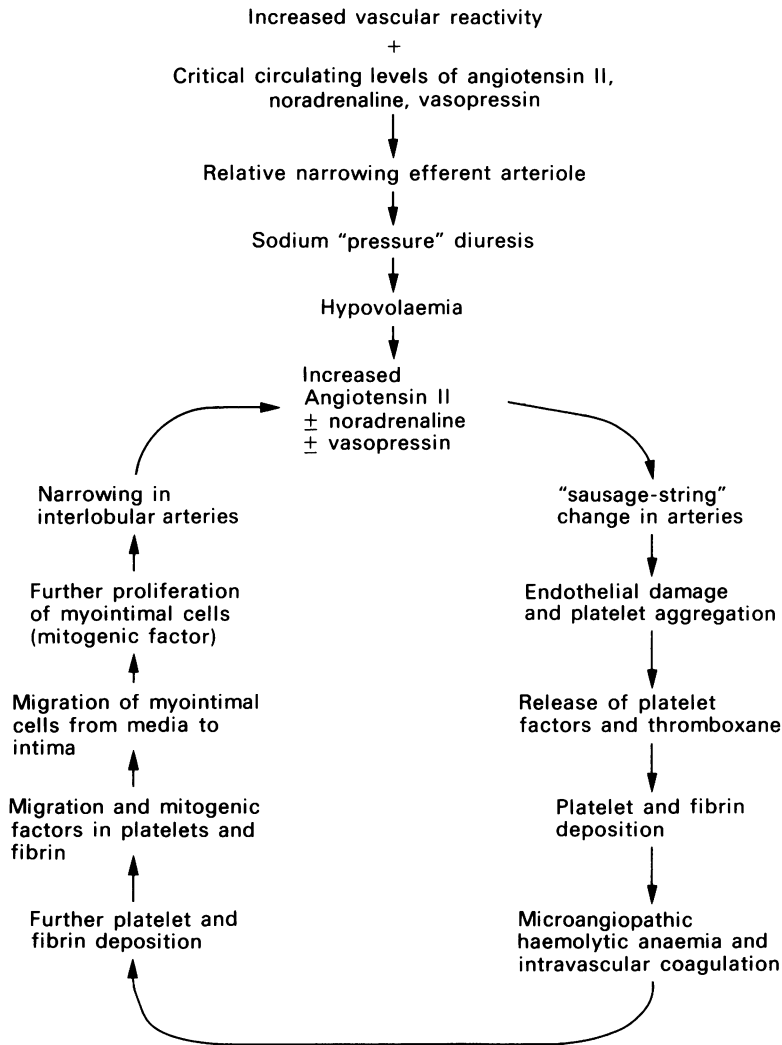 Increased vascular reactivity
+
Critical circulating levels of angiotensin II,
noradrenaline, vasopressin
Relative narrowing efferent arteriole
Sodium “pressure” diuresis
Hypovolaemia
Increased
Angiotensin II
± noradrenaline
± vasopressin
“sausage-string”
change in arteries
Endothelial damage
and platelet aggregation
Release of platelet
factors and thromboxane
Platelet and fibrin
deposition
Microangiopathic
haemolytic anaemia and
intravascular coagulation
Further platelet and
fibrin deposition
Migration and mitogenic
factors in platelets and
fibrin
Migration of myointimal
cells from media to
intima
Further proliferation
of myointimal cells
(mitogenic factor)
Narrowing in
interlobular arteries